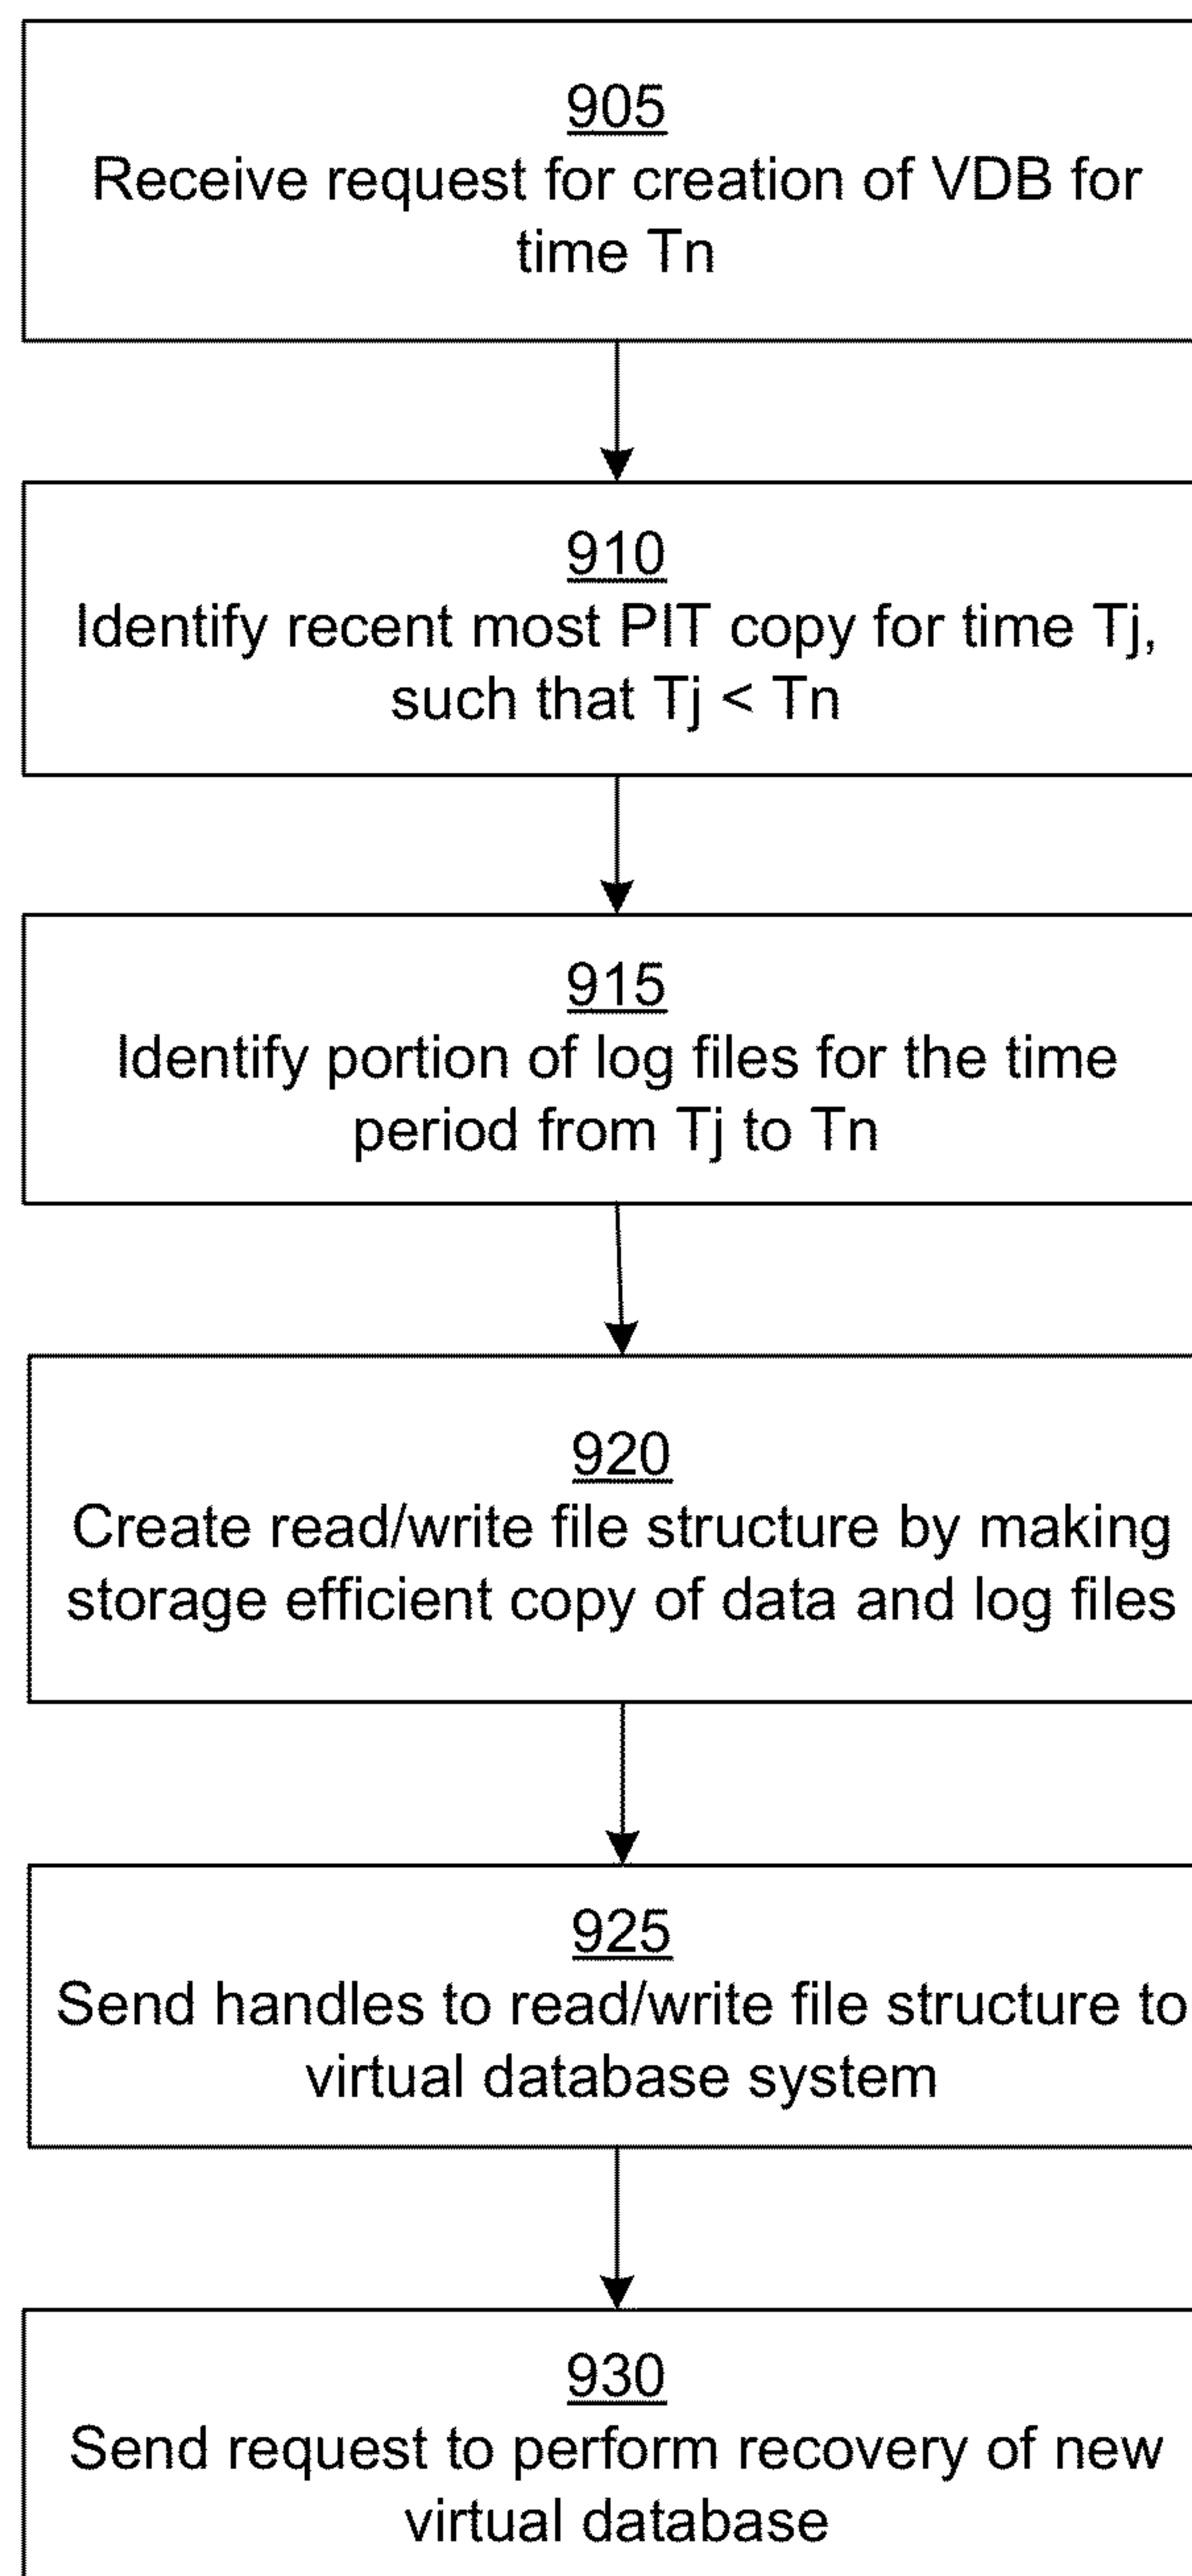 905
Receive request for creation of VDB for
time Tn
910
Identify recent most PIT copy for time Tj,
such that Tj < Tn
915
Identify portion of log files for the time
period from Tj to Tn
920
Create read/write file structure by making
storage efficient copy of data and log files
925
Send handles to read/write file structure to
virtual database system
930
Send request to perform recovery of new
virtual database